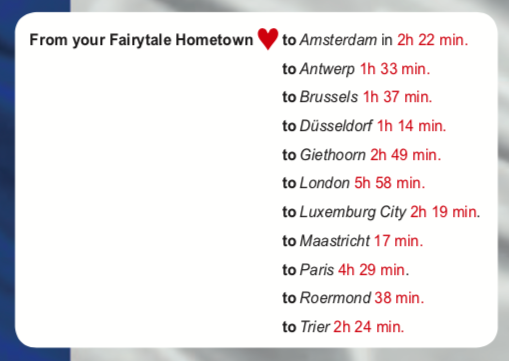 From your Fairytale Hometown ♥ to Amsterdam in 2h 22 min.
to Antwerp 1h 33 min.
to Brussels 1h 37 min.
to Düsseldorf 1h 14 min.
to Giethoorn 2h 49 min.
to London 5h 58 min.
to Luxemburg City 2h 19 min.
to Maastricht 17 min.
to Paris 4h 29 min.
to Roermond 38 min.
to Trier 2h 24 min.